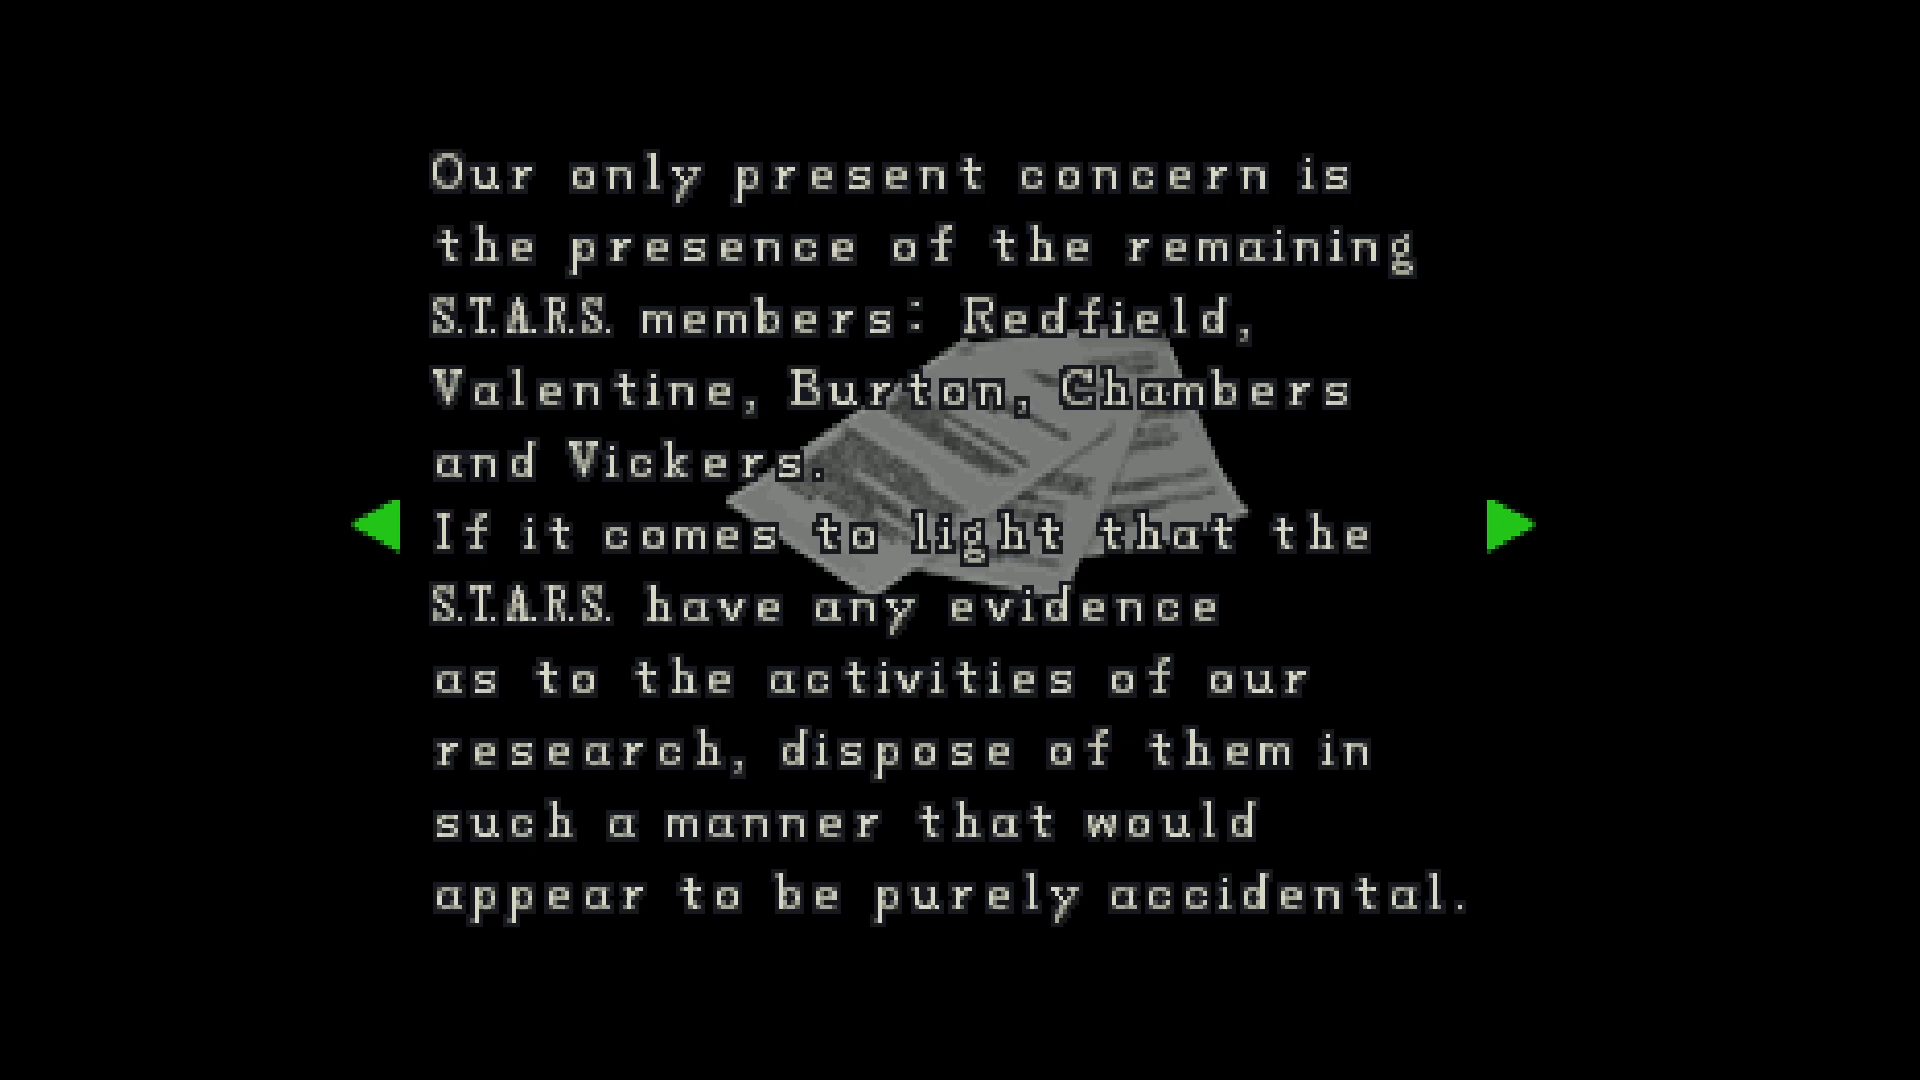 Our only present concern is
the presence of the remaining
S.T.A.R.S. members: Redfield,
Valentine, Burton, Chambers
and Vickers.
If it comes to light that the
S.T.A.R.S. have any evidence
as to the activities of our
research, dispose of them in
such a manner that would
appear to be purely accidental.